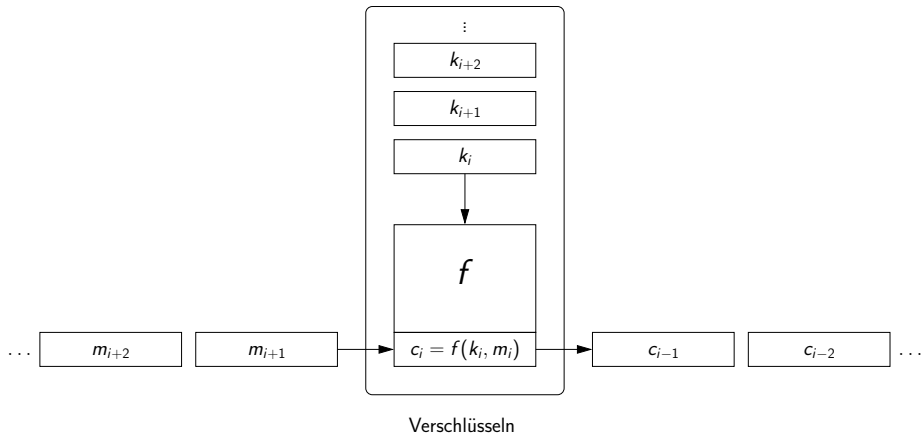 ⋮
k_{i+2}
k_{i+1}
k_i
f
… m_{i+2} m_{i+1} c_i = f(k_i, m_i) c_{i−1} c_{i−2} …
Verschlüsseln